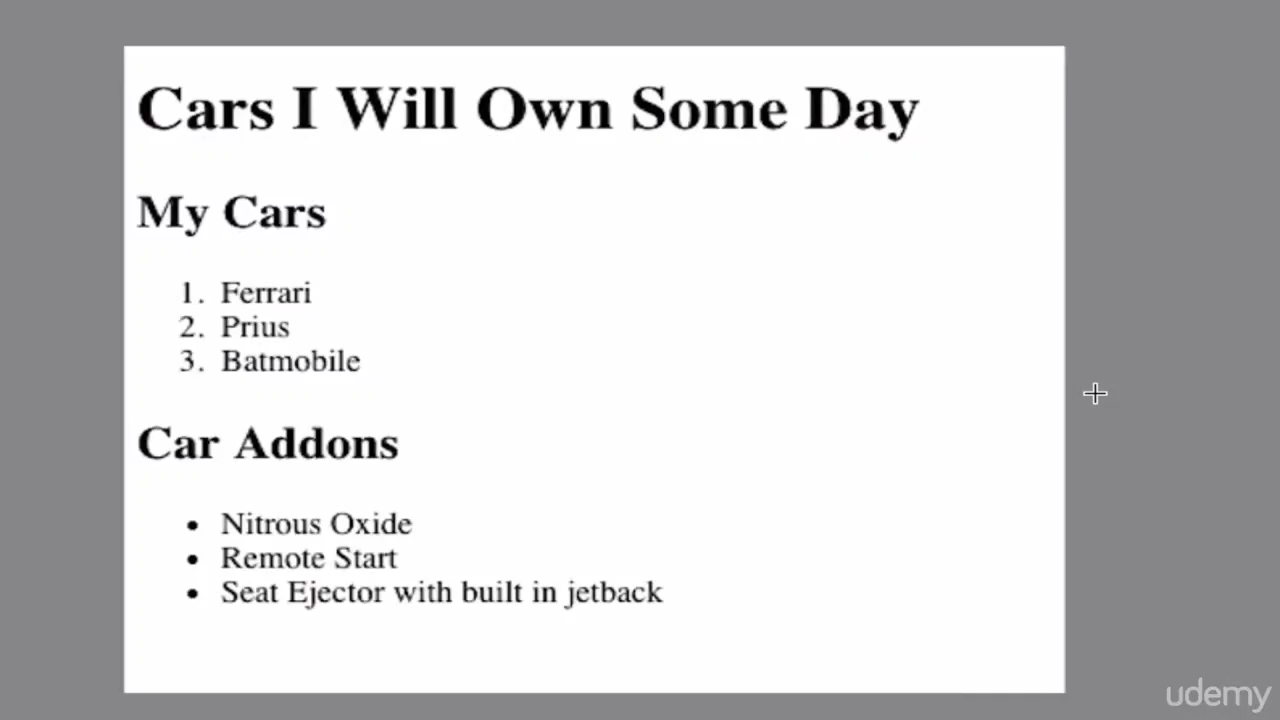 Cars I Will Own Some Day
My Cars
1. Ferrari
2. Prius
3. Batmobile
Car Addons
• Nitrous Oxide
• Remote Start
• Seat Ejector with built in jetback
udemy